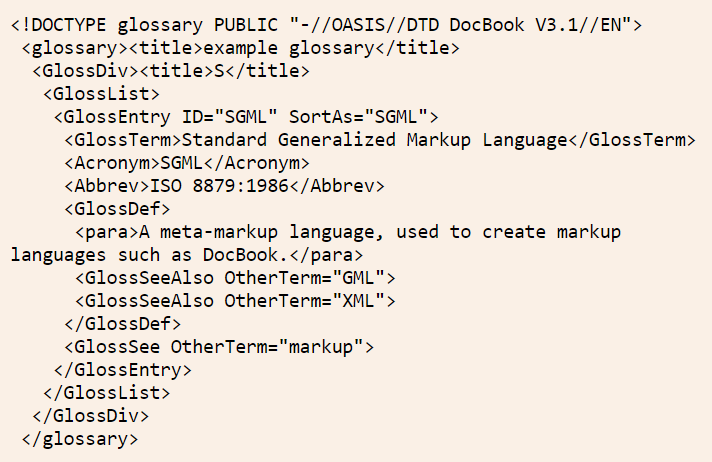 <!DOCTYPE glossary PUBLIC "-//OASIS//DTD DocBook V3.1//EN">
<glossary><title>example glossary</title>
<GlossDiv><title>S</title>
<GlossList>
<GlossEntry ID="SGML" SortAs="SGML">
<GlossTerm>Standard Generalized Markup Language</GlossTerm>
<Acronym>SGML</Acronym>
<Abbrev>ISO 8879:1986</Abbrev>
<GlossDef>
<para>A meta-markup language, used to create markup
languages such as DocBook.</para>
<GlossSeeAlso OtherTerm="GML">
<GlossSeeAlso OtherTerm="XML">
</GlossDef>
<GlossSee OtherTerm="markup">
</GlossEntry>
</GlossList>
</GlossDiv>
</glossary>